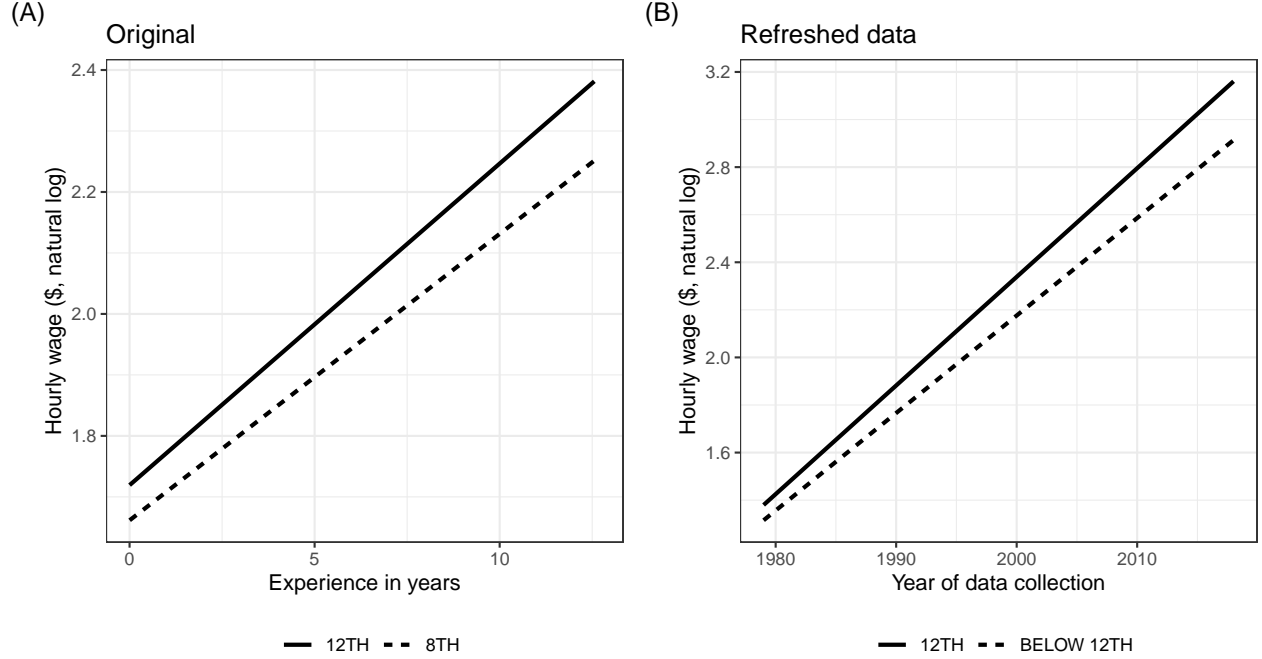 (A)
Original
Hourly wage ($, natural log)
2.4
2.2
2.0
1.8
0 5 10
Experience in years
12TH 8TH
(B)
Refreshed data
Hourly wage ($, natural log)
3.2
2.8
2.4
2.0
1.6
1980 1990 2000 2010
Year of data collection
12TH BELOW 12TH